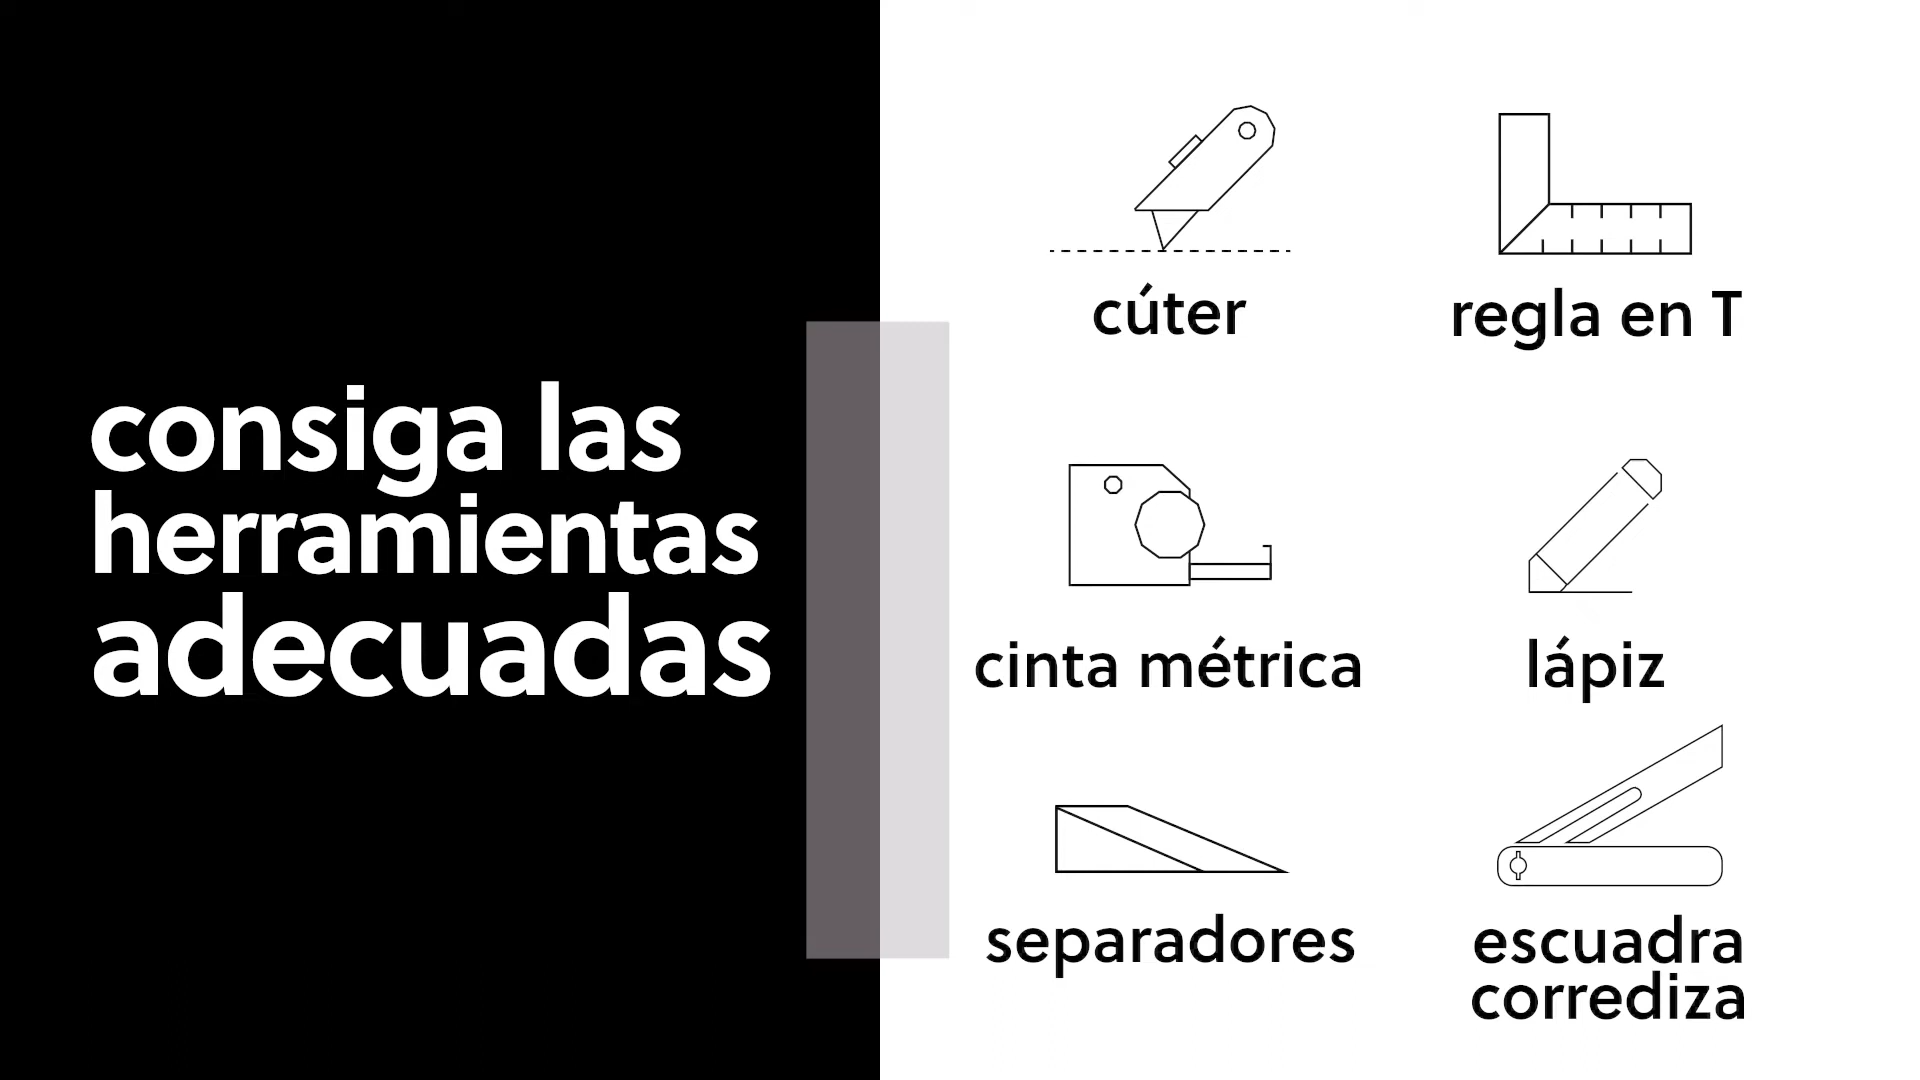 consiga las
herramientas
adecuadas
cúter
regla en T
cinta métrica
lápiz
separadores
escuadra
corrediza